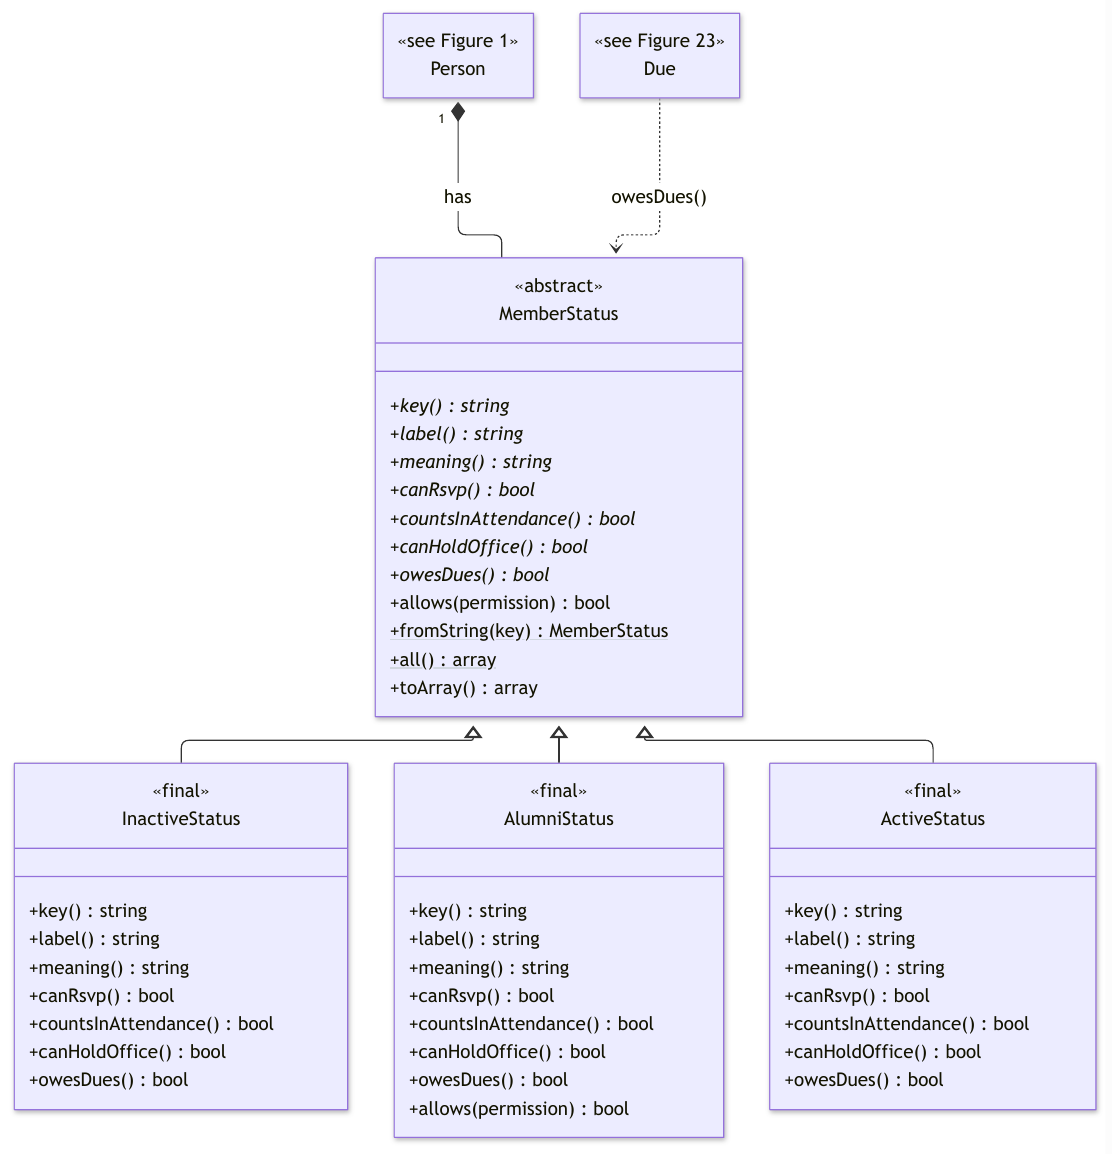 «see Figure 1»
Person
«see Figure 23»
Due
1
has
owesDues()
«abstract»
MemberStatus
+key() : string
+label() : string
+meaning() : string
+canRsvp() : bool
+countsInAttendance() : bool
+canHoldOffice() : bool
+owesDues() : bool
+allows(permission) : bool
+fromString(key) : MemberStatus
+all() : array
+toArray() : array
«final»
InactiveStatus
+key() : string
+label() : string
+meaning() : string
+canRsvp() : bool
+countsInAttendance() : bool
+canHoldOffice() : bool
+owesDues() : bool
«final»
AlumniStatus
+key() : string
+label() : string
+meaning() : string
+canRsvp() : bool
+countsInAttendance() : bool
+canHoldOffice() : bool
+owesDues() : bool
+allows(permission) : bool
«final»
ActiveStatus
+key() : string
+label() : string
+meaning() : string
+canRsvp() : bool
+countsInAttendance() : bool
+canHoldOffice() : bool
+owesDues() : bool